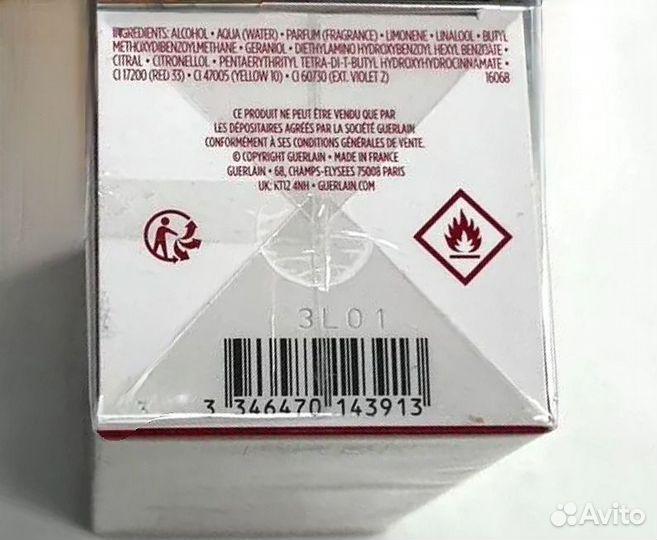 INGREDIENTS: ALCOHOL • AQUA (WATER) • PARFUM (FRAGRANCE) • LIMONENE • LINALOOL • BUTYL
METHOXYDIBENZOYLMETHANE • GERANIOL • DIETHYLAMINO HYDROXYBENZOYL HEXYL BENZOATE •
CITRAL • CITRONELLOL • PENTAERYTHRITYL TETRA-DI-T-BUTYL HYDROXYHYDROCINNAMATE •
CI 17200 (RED 33) • CI 47005 (YELLOW 10) • CI 60730 (EXT. VIOLET 2) 16068
CE PRODUIT NE PEUT ÊTRE VENDU QUE PAR
LES DÉPOSITAIRES AGRÉÉS PAR LA SOCIÉTÉ GUERLAIN
CONFORMÉMENT À SES CONDITIONS GÉNÉRALES DE VENTE.
© COPYRIGHT GUERLAIN • MADE IN FRANCE
GUERLAIN • 68, CHAMPS-ELYSEES 75008 PARIS
UK: KT12 4NH • GUERLAIN.COM
3L01
3 346470 143913
Avito